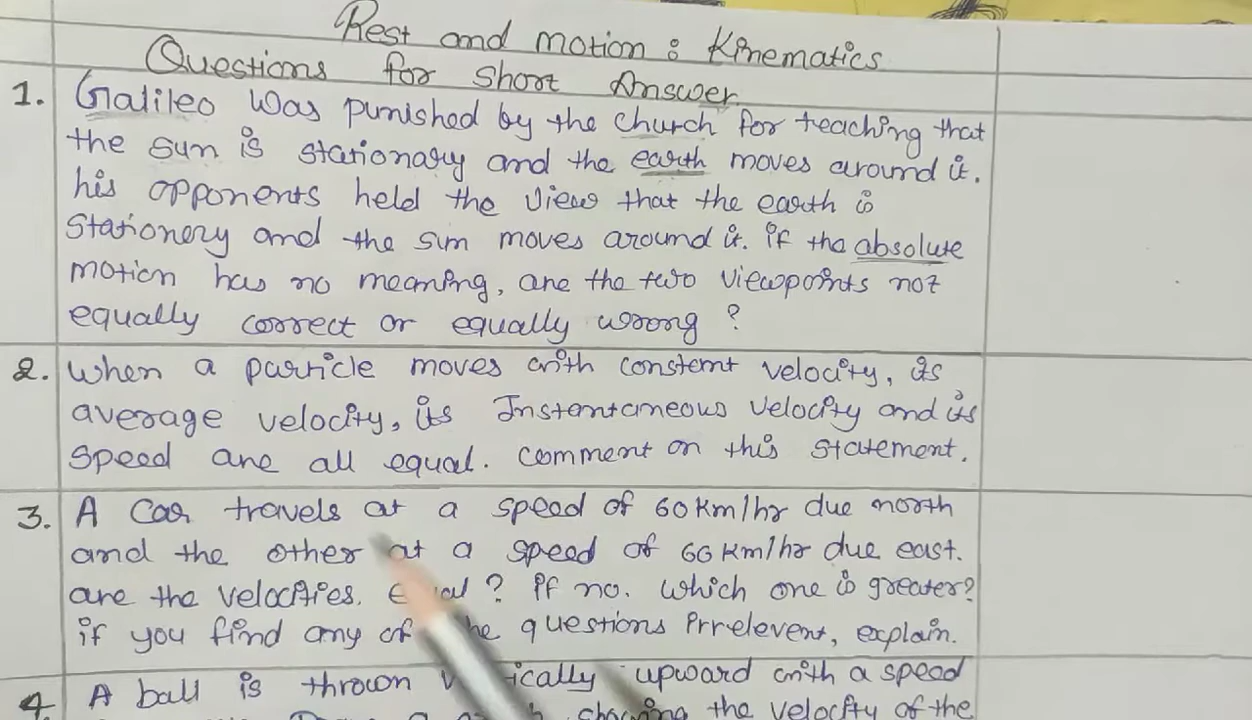 Rest and motion : Kinematics
Questions for Short Answer
1. Galileo was punished by the church for teaching that
the sun is stationary and the earth moves around it.
his opponents held the view that the earth is
Stationery and the sun moves around it. if the absolute
motion has no meaning, are the two viewpoints not
equally correct or equally wrong ?
2. When a particle moves with constant velocity, its
average velocity, its Instantaneous velocity and its
Speed are all equal. comment on this statement.
3. A Car travels at a speed of 60 Km/hr due north
and the other at a speed of 60 Km/hr due east.
are the velocities. ? if no. which one is greater?
if you find any of the questions irrelevent, explain.
4. A ball is thrown upward with a speed
the velocity of the